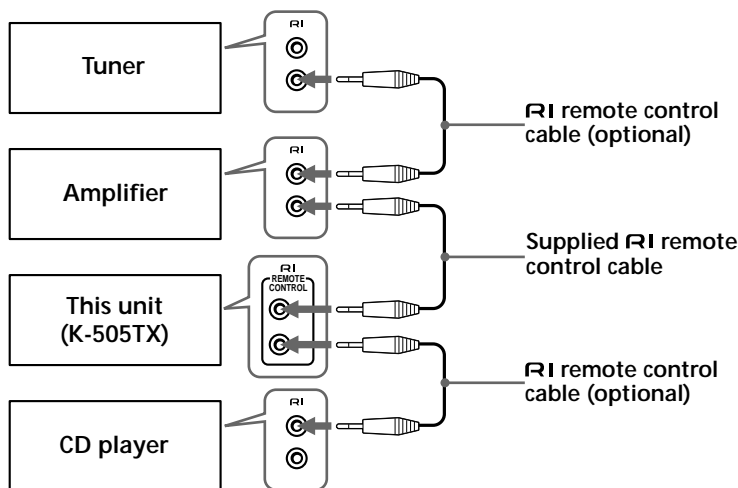 RI
Tuner
RI remote control
cable (optional)
RI
Amplifier
Supplied RI remote
control cable
RI
REMOTE
CONTROL
This unit
(K-505TX)
RI remote control
cable (optional)
RI
CD player